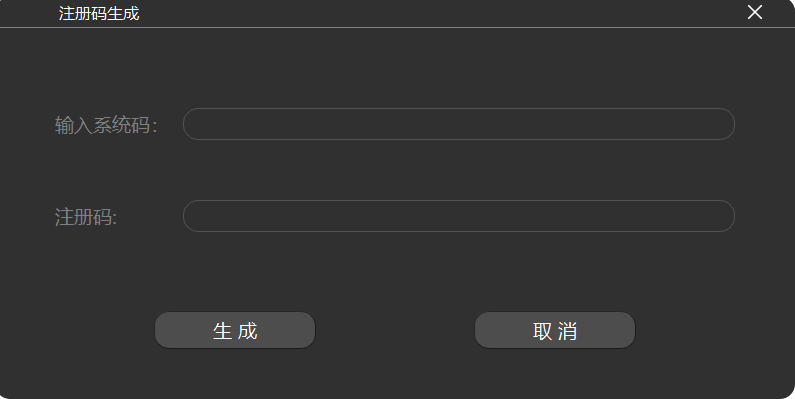 注册码生成
输入系统码：
注册码:
生 成
取 消